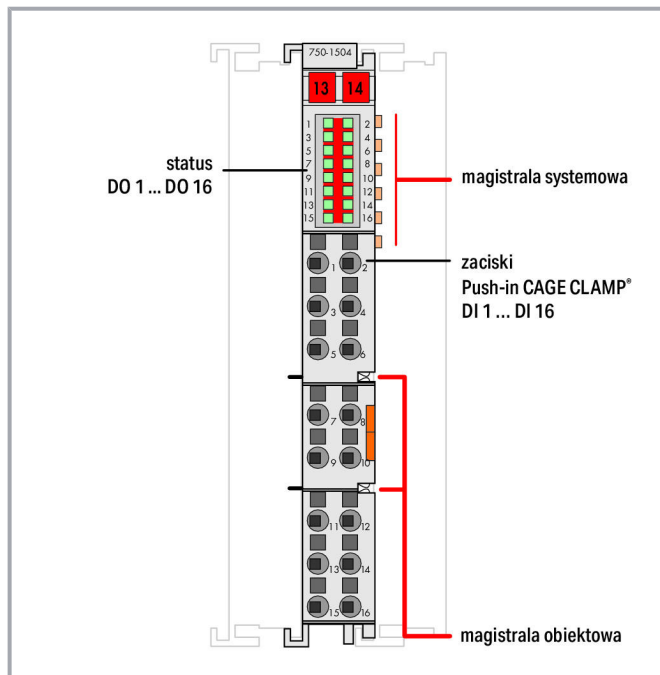 750-1504
13 14
1 2
3 4
5 6
7 8
9 10
11 12
13 14
15 16
status
DO 1 ... DO 16
magistrala systemowa
zaciski
Push-in CAGE CLAMP®
DI 1 ... DI 16
1 2
3 4
5 6
7 8
9 10
11 12
13 14
15 16
magistrala obiektowa